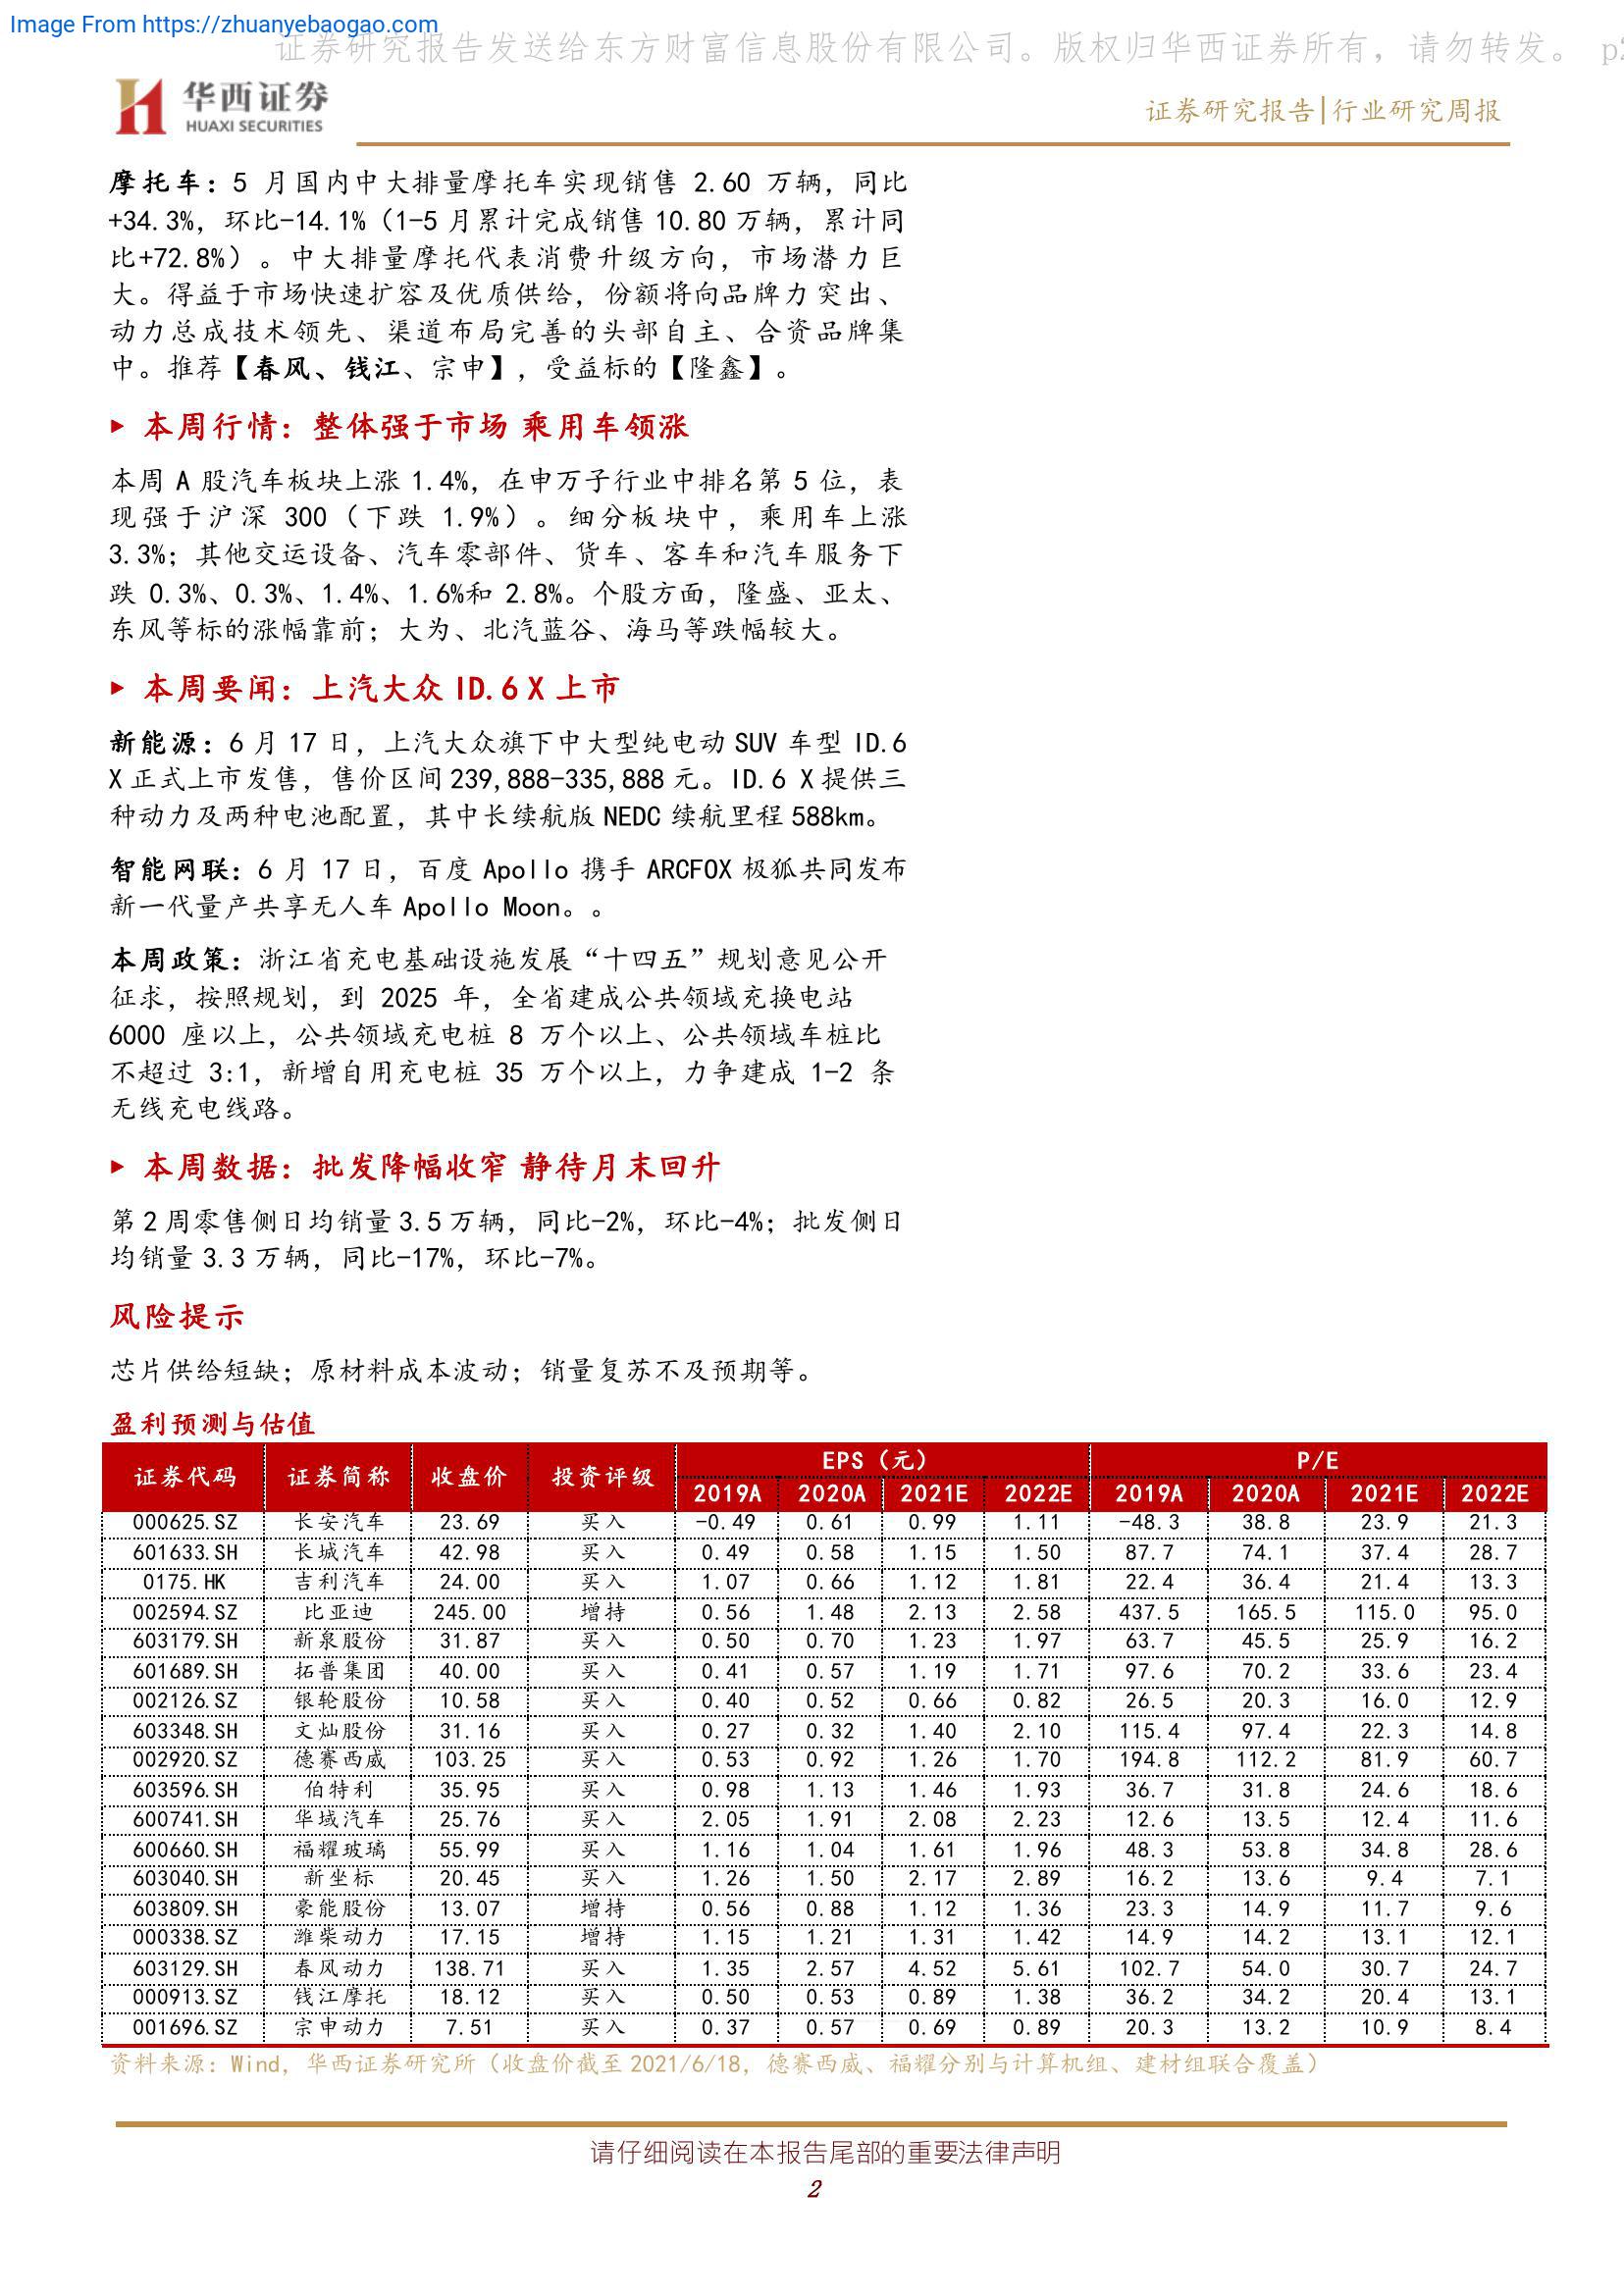 Image From https://zhuanyebaogao.com
证券研究报告发送给东方财富信息股份有限公司。版权归华西证券所有，请勿转发。 p2
华西证券
HUAXI SECURITIES
证券研究报告|行业研究周报
摩托车：5 月国内中大排量摩托车实现销售 2.60 万辆，同比
+34.3%，环比-14.1%（1-5 月累计完成销售 10.80 万辆，累计同
比+72.8%）。中大排量摩托代表消费升级方向，市场潜力巨
大。得益于市场快速扩容及优质供给，份额将向品牌力突出、
动力总成技术领先、渠道布局完善的头部自主、合资品牌集
中。推荐【春风、钱江、宗申】，受益标的【隆鑫】。
▶ 本周行情：整体强于市场 乘用车领涨
本周 A 股汽车板块上涨 1.4%，在申万子行业中排名第 5 位，表
现强于沪深 300（下跌 1.9%）。细分板块中，乘用车上涨
3.3%；其他交运设备、汽车零部件、货车、客车和汽车服务下
跌 0.3%、0.3%、1.4%、1.6%和 2.8%。个股方面，隆盛、亚太、
东风等标的涨幅靠前；大为、北汽蓝谷、海马等跌幅较大。
▶ 本周要闻：上汽大众 ID.6 X 上市
新能源：6 月 17 日，上汽大众旗下中大型纯电动 SUV 车型 ID.6
X 正式上市发售，售价区间 239,888-335,888 元。ID.6 X 提供三
种动力及两种电池配置，其中长续航版 NEDC 续航里程 588km。
智能网联：6 月 17 日，百度 Apollo 携手 ARCFOX 极狐共同发布
新一代量产共享无人车 Apollo Moon。。
本周政策：浙江省充电基础设施发展“十四五”规划意见公开
征求，按照规划，到 2025 年，全省建成公共领域充换电站
6000 座以上，公共领域充电桩 8 万个以上、公共领域车桩比
不超过 3:1，新增自用充电桩 35 万个以上，力争建成 1-2 条
无线充电线路。
▶ 本周数据：批发降幅收窄 静待月末回升
第 2 周零售侧日均销量 3.5 万辆，同比-2%，环比-4%；批发侧日
均销量 3.3 万辆，同比-17%，环比-7%。
风险提示
芯片供给短缺；原材料成本波动；销量复苏不及预期等。
盈利预测与估值
证券代码 证券简称 收盘价 投资评级 EPS（元） P/E
2019A 2020A 2021E 2022E 2019A 2020A 2021E 2022E
000625.SZ 长安汽车 23.69 买入 -0.49 0.61 0.99 1.11 -48.3 38.8 23.9 21.3
601633.SH 长城汽车 42.98 买入 0.49 0.58 1.15 1.50 87.7 74.1 37.4 28.7
0175.HK 吉利汽车 24.00 买入 1.07 0.66 1.12 1.81 22.4 36.4 21.4 13.3
002594.SZ 比亚迪 245.00 增持 0.56 1.48 2.13 2.58 437.5 165.5 115.0 95.0
603179.SH 新泉股份 31.87 买入 0.50 0.70 1.23 1.97 63.7 45.5 25.9 16.2
601689.SH 拓普集团 40.00 买入 0.41 0.57 1.19 1.71 97.6 70.2 33.6 23.4
002126.SZ 银轮股份 10.58 买入 0.40 0.52 0.66 0.82 26.5 20.3 16.0 12.9
603348.SH 文灿股份 31.16 买入 0.27 0.32 1.40 2.10 115.4 97.4 22.3 14.8
002920.SZ 德赛西威 103.25 买入 0.53 0.92 1.26 1.70 194.8 112.2 81.9 60.7
603596.SH 伯特利 35.95 买入 0.98 1.13 1.46 1.93 36.7 31.8 24.6 18.6
600741.SH 华域汽车 25.76 买入 2.05 1.91 2.08 2.23 12.6 13.5 12.4 11.6
600660.SH 福耀玻璃 55.99 买入 1.16 1.04 1.61 1.96 48.3 53.8 34.8 28.6
603040.SH 新坐标 20.45 买入 1.26 1.50 2.17 2.89 16.2 13.6 9.4 7.1
603809.SH 豪能股份 13.07 增持 0.56 0.88 1.12 1.36 23.3 14.9 11.7 9.6
000338.SZ 潍柴动力 17.15 增持 1.15 1.21 1.31 1.42 14.9 14.2 13.1 12.1
603129.SH 春风动力 138.71 买入 1.35 2.57 4.52 5.61 102.7 54.0 30.7 24.7
000913.SZ 钱江摩托 18.12 买入 0.50 0.53 0.89 1.38 36.2 34.2 20.4 13.1
001696.SZ 宗申动力 7.51 买入 0.37 0.57 0.69 0.89 20.3 13.2 10.9 8.4
资料来源：Wind，华西证券研究所（收盘价截至 2021/6/18，德赛西威、福耀分别与计算机组、建材组联合覆盖）
请仔细阅读在本报告尾部的重要法律声明
2